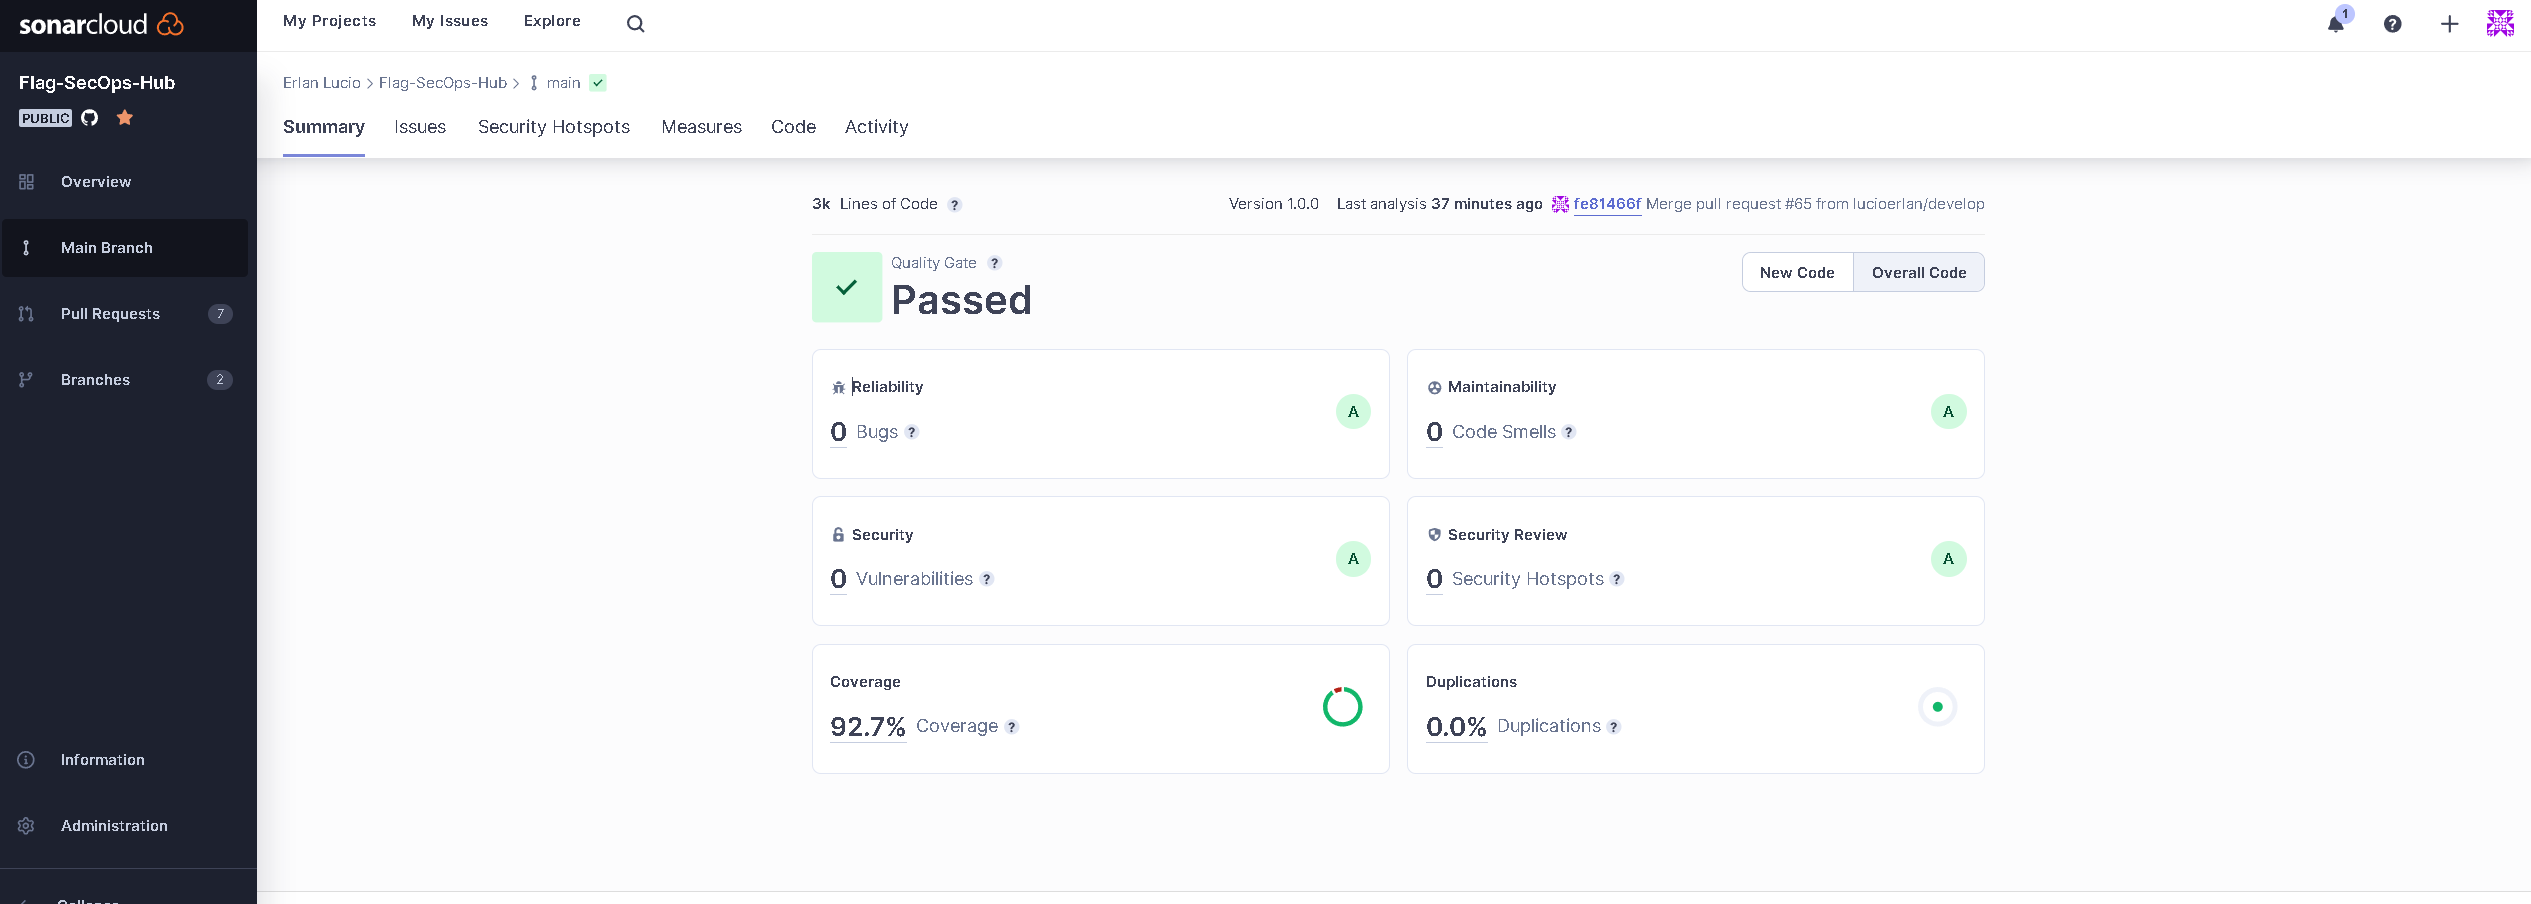 sonarcloud
My Projects My Issues Explore
1
Flag-SecOps-Hub
PUBLIC
Overview
Main Branch
Pull Requests 7
Branches 2
Information
Administration
Erlan Lucio > Flag-SecOps-Hub > main
Summary Issues Security Hotspots Measures Code Activity
3k Lines of Code ?
Version 1.0.0 Last analysis 37 minutes ago fe81466f Merge pull request #65 from lucioerlan/develop
Quality Gate ?
Passed
New Code Overall Code
Reliability
0 Bugs ?
A
Maintainability
0 Code Smells ?
A
Security
0 Vulnerabilities ?
A
Security Review
0 Security Hotspots ?
A
Coverage
92.7% Coverage ?
Duplications
0.0% Duplications ?